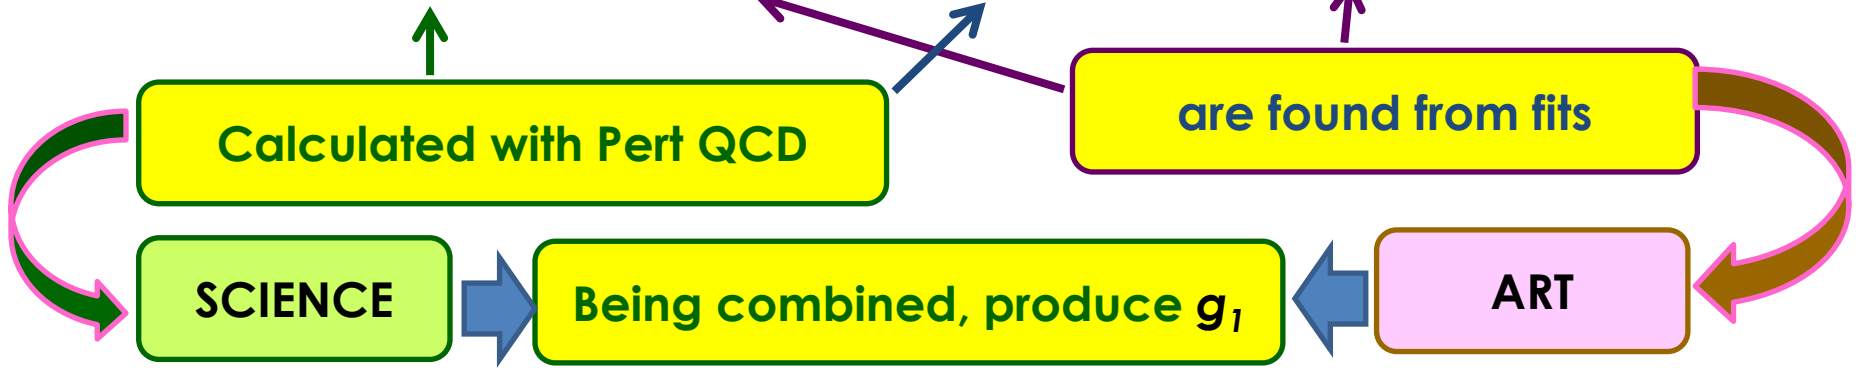 Calculated with Pert QCD
are found from fits
SCIENCE
Being combined, produce g₁
ART